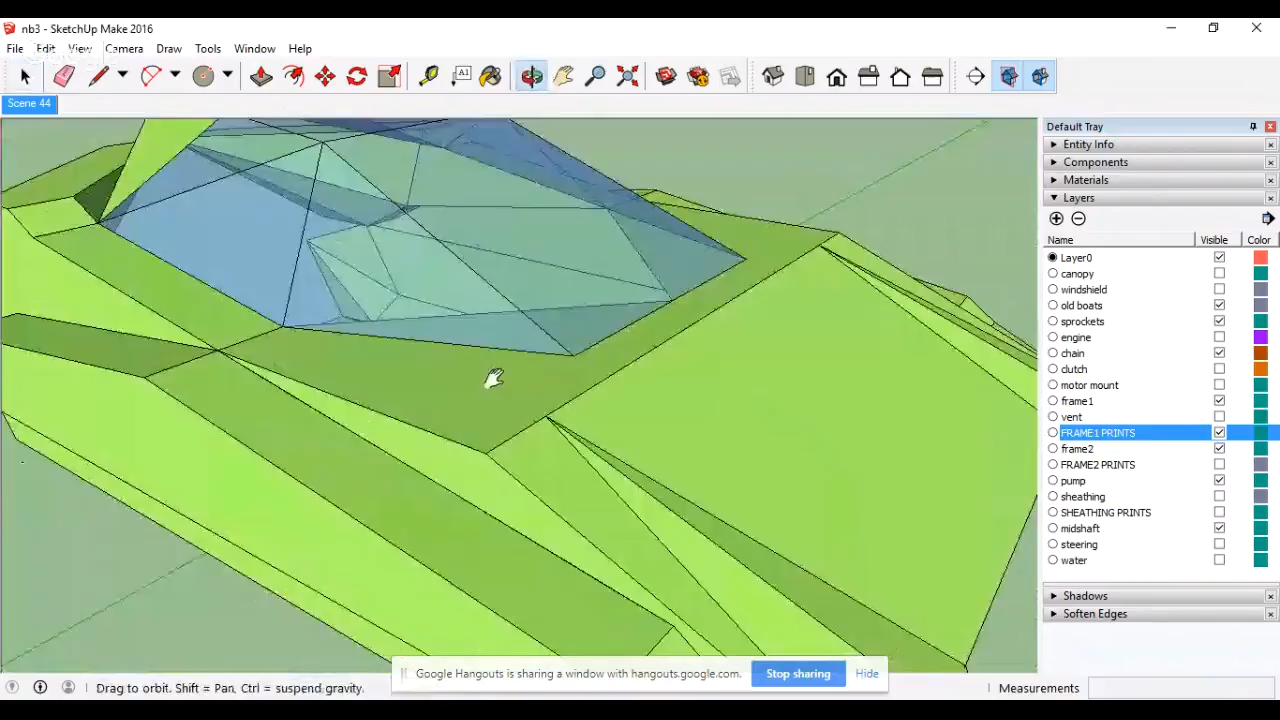 nb3 - SketchUp Make 2016
File Edit View Camera Draw Tools Window Help
A1
Scene 44
Default Tray
Entity Info
Components
Materials
Layers
Name Visible Color
Layer0
canopy
windshield
old boats
sprockets
engine
chain
clutch
motor mount
frame1
vent
FRAME1 PRINTS
frame2
FRAME2 PRINTS
pump
sheathing
SHEATHING PRINTS
midshaft
steering
water
Shadows
Soften Edges
Google Hangouts is sharing a window with hangouts.google.com. Stop sharing Hide
Drag to orbit. Shift = Pan, Ctrl = suspend gravity. Measurements